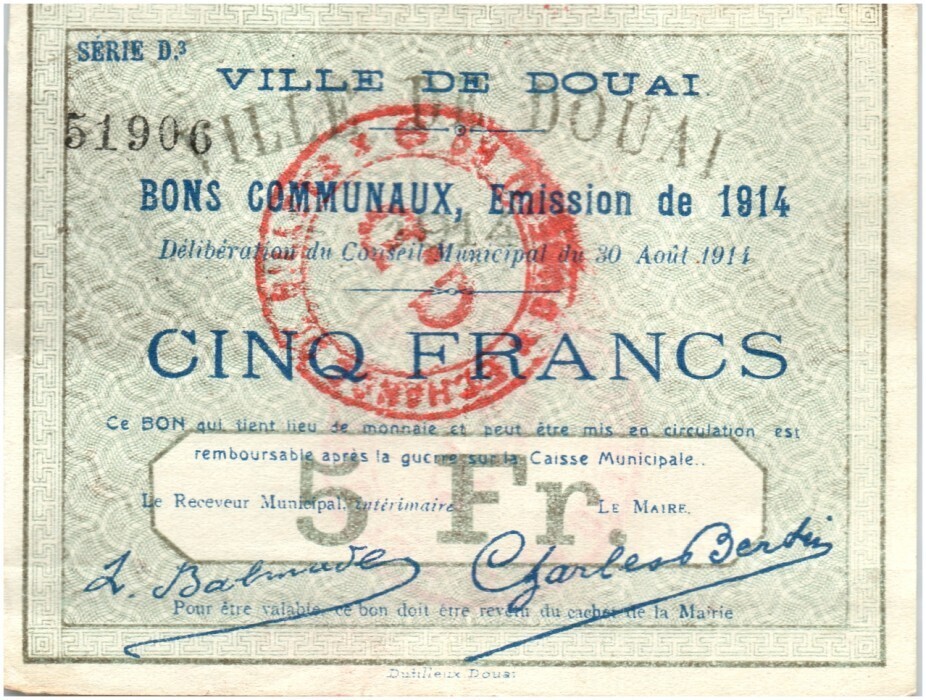 SÉRIE D.³
VILLE DE DOUAI.
51906
VILLE DE DOUAI
BONS COMMUNAUX, Emission de 1914
1914
Délibération du Conseil Municipal du 30 Août 1914
CINQ FRANCS
Ce BON qui tient lieu de monnaie et peut être mis en circulation est
remboursable après la guerre sur la Caisse Municipale..
5 Fr.
Le Receveur Municipal, intérimaire
LE MAIRE,
Charles Bertin
Pour être valable, ce bon doit être revêtu du cachet de la Mairie
Dutilleux Douai